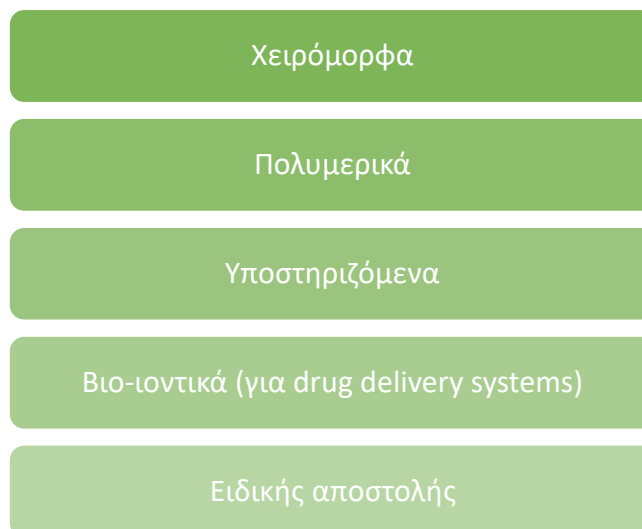 Χειρόμορφα
Πολυμερικά
Υποστηριζόμενα
Βιο-ιοντικά (για drug delivery systems)
Ειδικής αποστολής